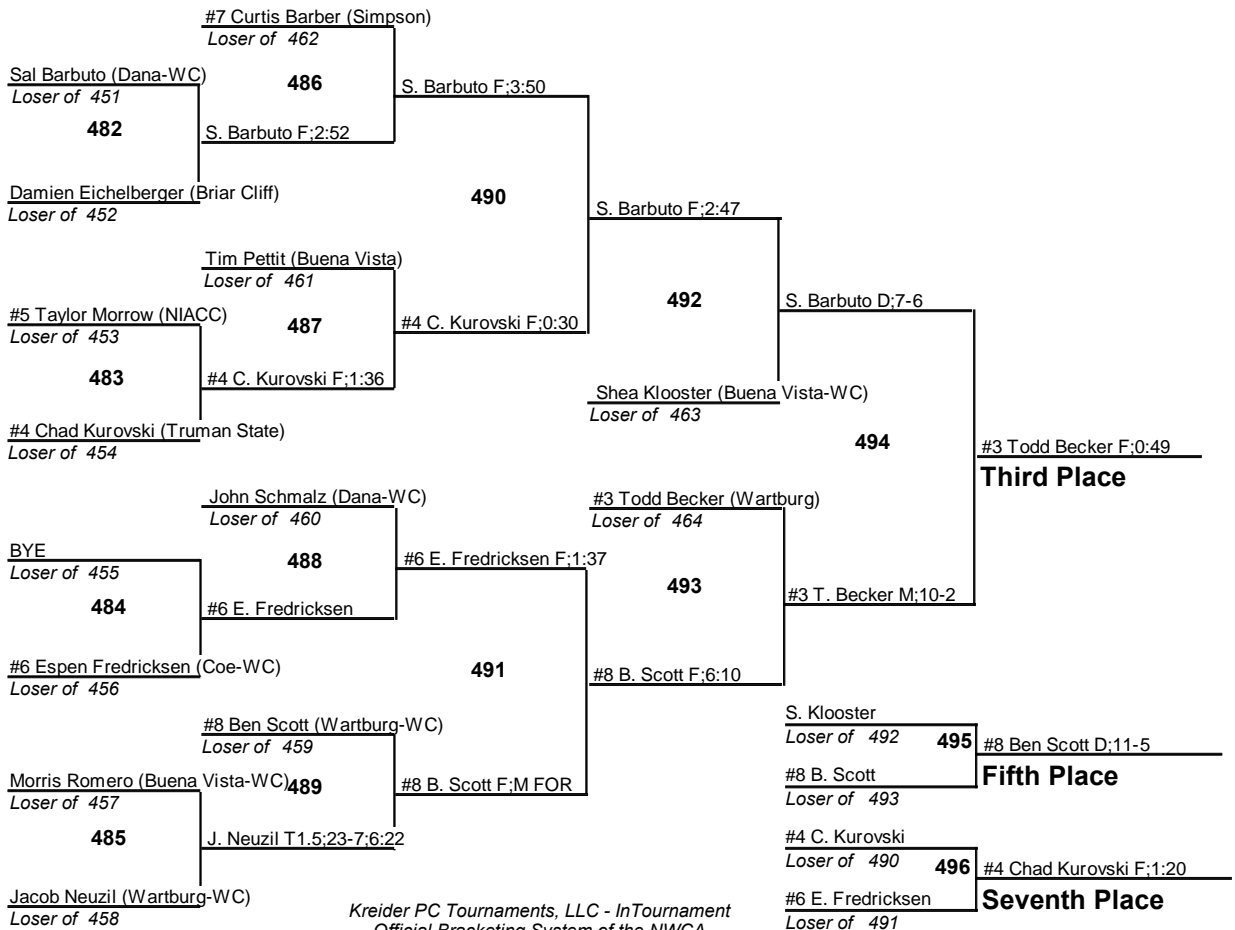 #7 Curtis Barber (Simpson)
Loser of 462
Sal Barbuto (Dana-WC)
Loser of 451
486
S. Barbuto F;3:50
482
S. Barbuto F;2:52
Damien Eichelberger (Briar Cliff)
Loser of 452
490
S. Barbuto F;2:47
Tim Pettit (Buena Vista)
Loser of 461
#5 Taylor Morrow (NIACC)
Loser of 453
487
#4 C. Kurovski F;0:30
492
S. Barbuto D;7-6
483
#4 C. Kurovski F;1:36
Shea Klooster (Buena Vista-WC)
Loser of 463
#4 Chad Kurovski (Truman State)
Loser of 454
494
#3 Todd Becker F;0:49
Third Place
John Schmalz (Dana-WC)
Loser of 460
#3 Todd Becker (Wartburg)
Loser of 464
BYE
Loser of 455
488
#6 E. Fredricksen F;1:37
493
#3 T. Becker M;10-2
484
#6 E. Fredricksen
#6 Espen Fredricksen (Coe-WC)
Loser of 456
491
#8 B. Scott F;6:10
#8 Ben Scott (Wartburg-WC)
Loser of 459
S. Klooster
Loser of 492
495
#8 Ben Scott D;11-5
Fifth Place
#8 B. Scott
Loser of 493
Morris Romero (Buena Vista-WC)
Loser of 457
489
#8 B. Scott F;M FOR
485
J. Neuzil T1.5;23-7;6:22
#4 C. Kurovski
Loser of 490
496
#4 Chad Kurovski F;1:20
Seventh Place
#6 E. Fredricksen
Loser of 491
Jacob Neuzil (Wartburg-WC)
Loser of 458
Kreider PC Tournaments, LLC - InTournament
Official Bracketing System of the NWCA